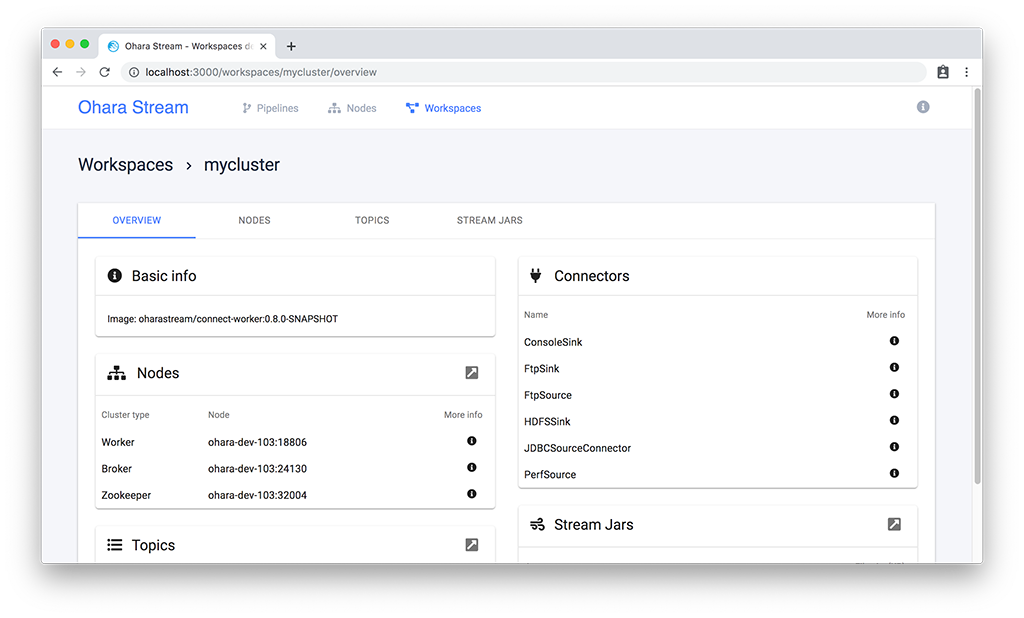 Ohara Stream - Workspaces d
localhost:3000/workspaces/mycluster/overview
Ohara Stream
Pipelines
Nodes
Workspaces
Workspaces › mycluster
OVERVIEW
NODES
TOPICS
STREAM JARS
Basic info
Image: oharastream/connect-worker:0.8.0-SNAPSHOT
Nodes
Cluster type Node More info
Worker ohara-dev-103:18806
Broker ohara-dev-103:24130
Zookeeper ohara-dev-103:32004
Topics
Connectors
Name More info
ConsoleSink
FtpSink
FtpSource
HDFSSink
JDBCSourceConnector
PerfSource
Stream Jars